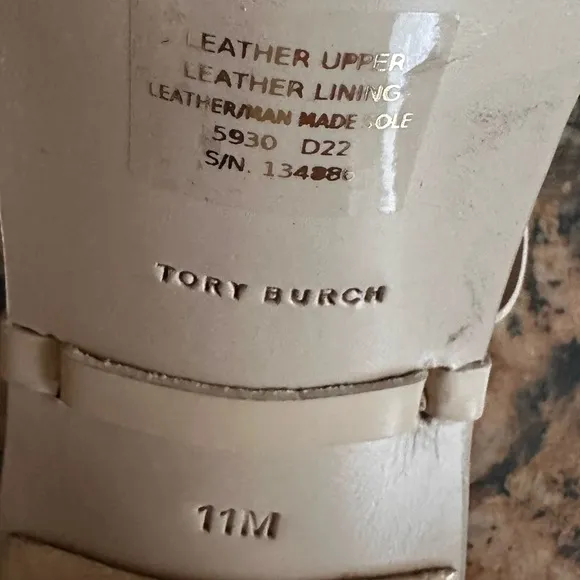 LEATHER UPPER
LEATHER LINING
LEATHER/MAN MADE SOLE
5930 D22
S/N. 134886
TORY BURCH
11M